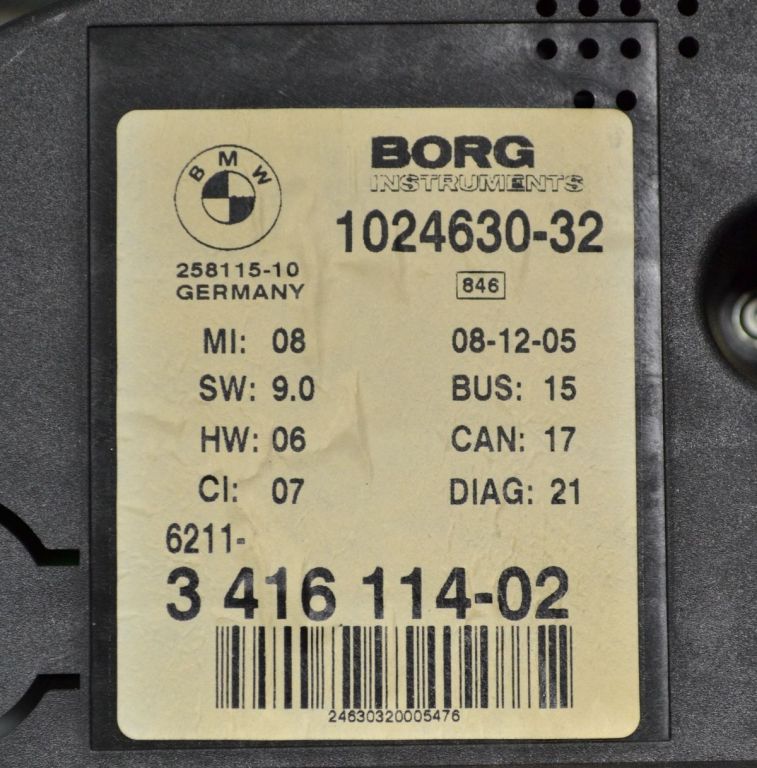 BMW
BORG
INSTRUMENTS
1024630-32
258115-10
GERMANY
846
MI: 08 08-12-05
SW: 9.0 BUS: 15
HW: 06 CAN: 17
CI: 07 DIAG: 21
6211-
3 416 114-02
24630320005476